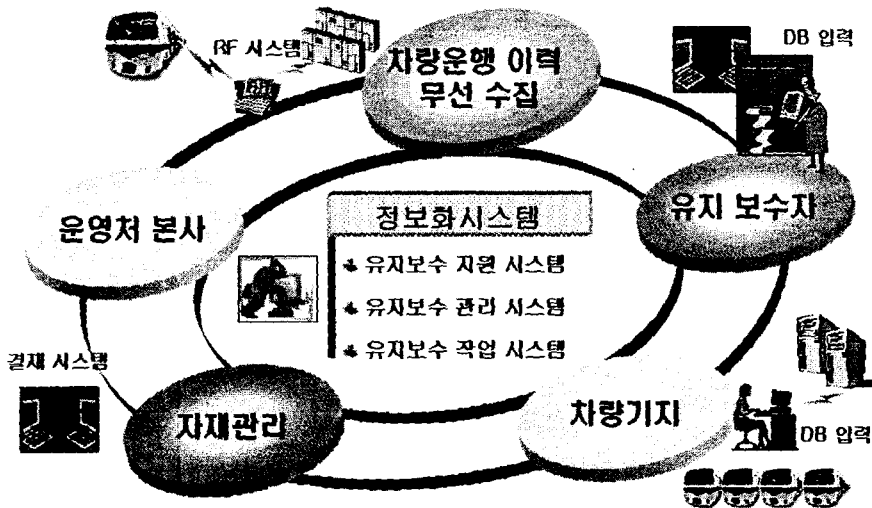 RF 시스템
차량운행 이력
무선 수집
DB 입력
운영처 본사
정보화시스템
유지 보수자
유지보수 지원 시스템
유지보수 관리 시스템
유지보수 작업 시스템
결재 시스템
자재관리
차량기지
DB 입력